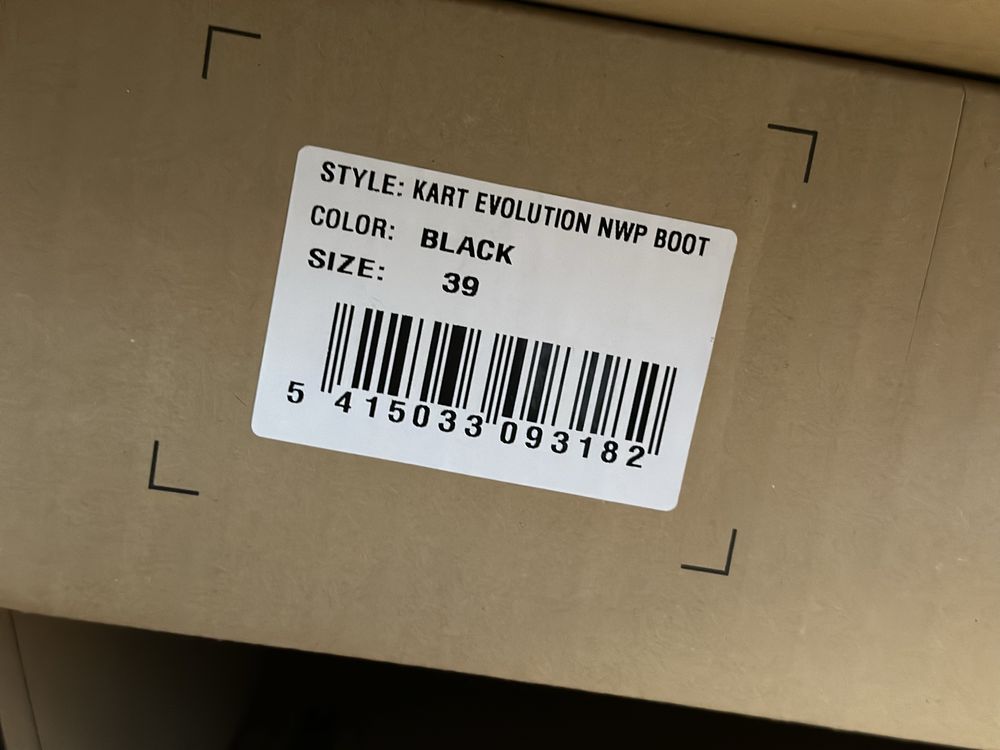 STYLE: KART EVOLUTION NWP BOOT
COLOR: BLACK
SIZE: 39
5 415033 093182